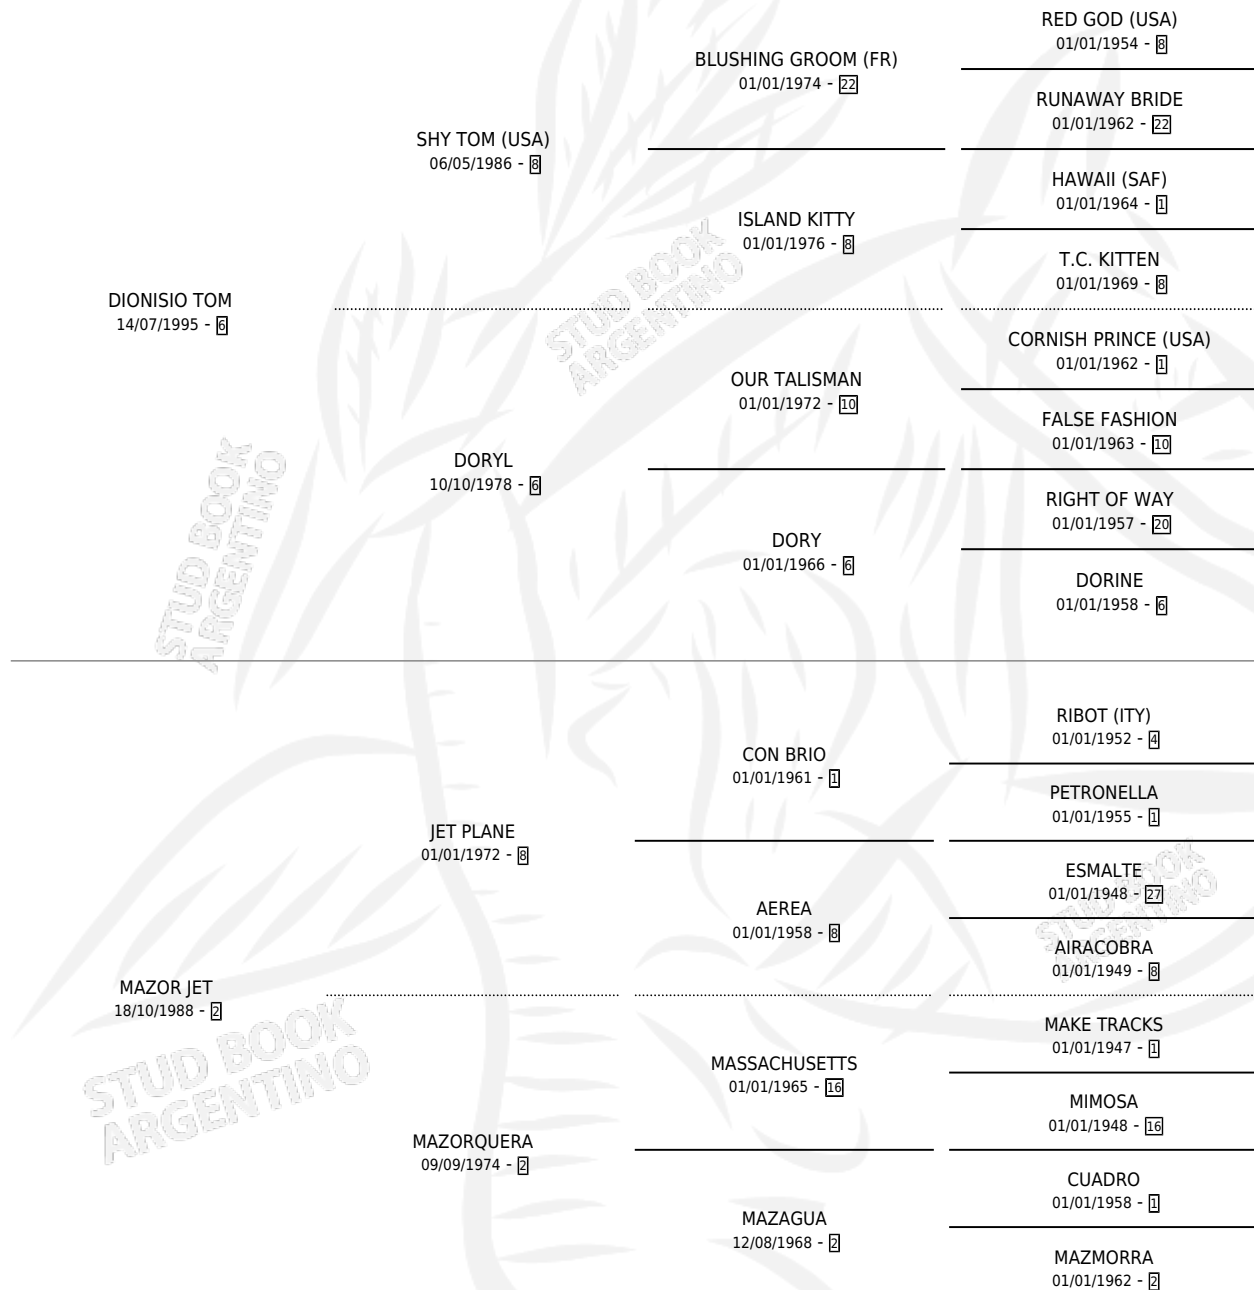 RED GOD (USA)
01/01/1954 - 8
BLUSHING GROOM (FR)
01/01/1974 - 22
RUNAWAY BRIDE
01/01/1962 - 22
SHY TOM (USA)
06/05/1986 - 8
HAWAII (SAF)
01/01/1964 - 1
ISLAND KITTY
01/01/1976 - 8
T.C. KITTEN
01/01/1969 - 8
DIONISIO TOM
14/07/1995 - 6
CORNISH PRINCE (USA)
01/01/1962 - 1
OUR TALISMAN
01/01/1972 - 10
FALSE FASHION
01/01/1963 - 10
DORYL
10/10/1978 - 6
RIGHT OF WAY
01/01/1957 - 20
DORY
01/01/1966 - 6
DORINE
01/01/1958 - 6
RIBOT (ITY)
01/01/1952 - 4
CON BRIO
01/01/1961 - 1
PETRONELLA
01/01/1955 - 1
JET PLANE
01/01/1972 - 8
ESMALTE
01/01/1948 - 27
AEREA
01/01/1958 - 8
AIRACOBRA
01/01/1949 - 8
MAZOR JET
18/10/1988 - 2
MAKE TRACKS
01/01/1947 - 1
MASSACHUSETTS
01/01/1965 - 16
MIMOSA
01/01/1948 - 16
MAZORQUERA
09/09/1974 - 2
CUADRO
01/01/1958 - 1
MAZAGUA
12/08/1968 - 2
MAZMORRA
01/01/1962 - 2
STUD BOOK
ARGENTINO
STUD BOOK
ARGENTINO
STUD BOOK
ARGENTINO
STUD BOOK
ARGENTINO